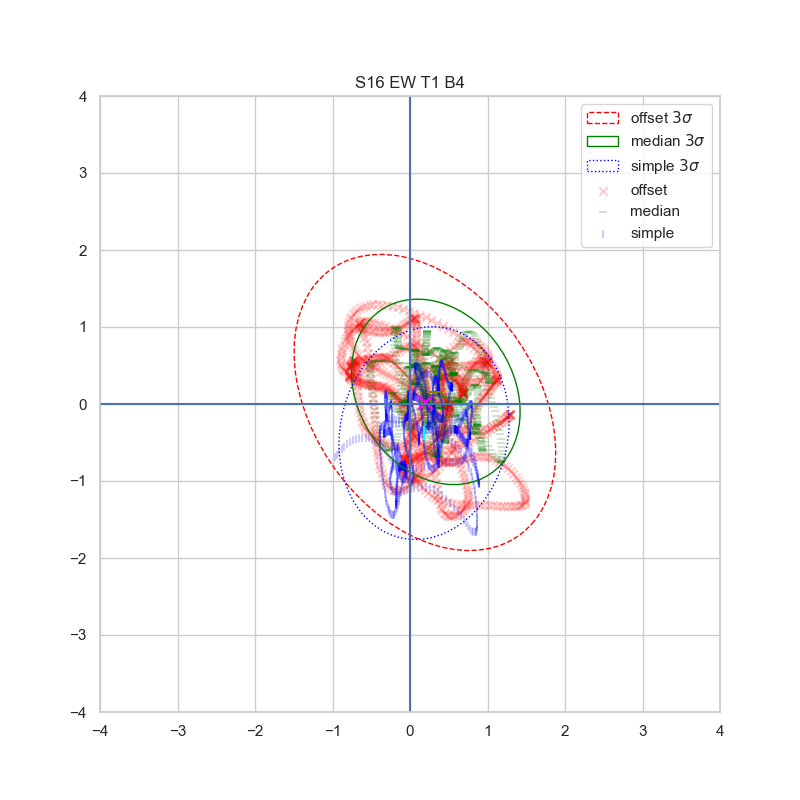 S16 EW T1 B4
offset 3σ
median 3σ
simple 3σ
offset
median
simple
4
3
2
1
0
−1
−2
−3
−4
−4 −3 −2 −1 0 1 2 3 4